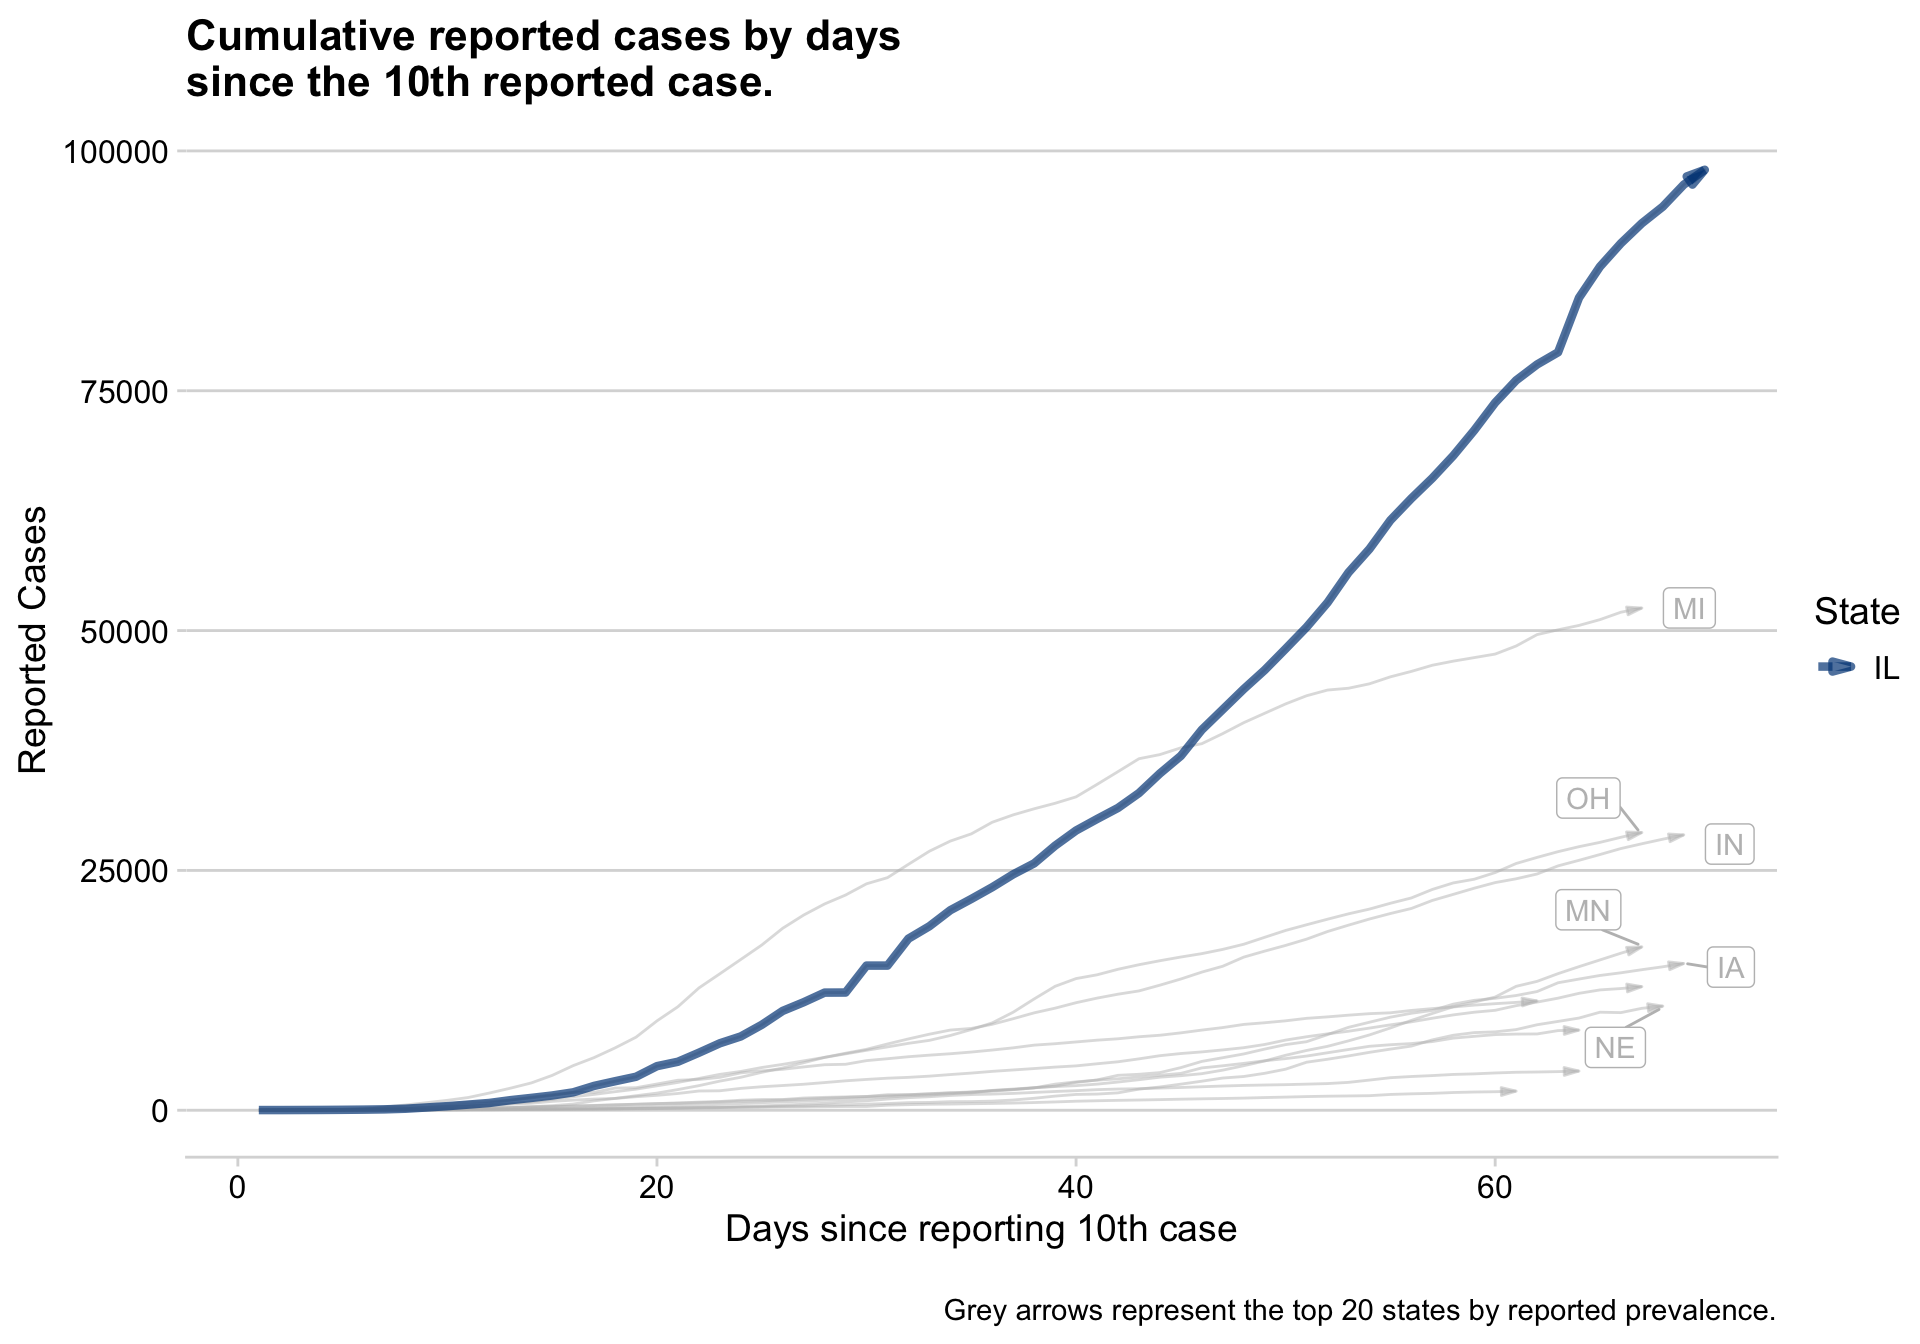 Cumulative reported cases by days
since the 10th reported case.
100000
75000
50000
25000
0
Reported Cases
MI
OH
IN
MN
IA
NE
State
IL
0
20
40
60
Days since reporting 10th case
Grey arrows represent the top 20 states by reported prevalence.